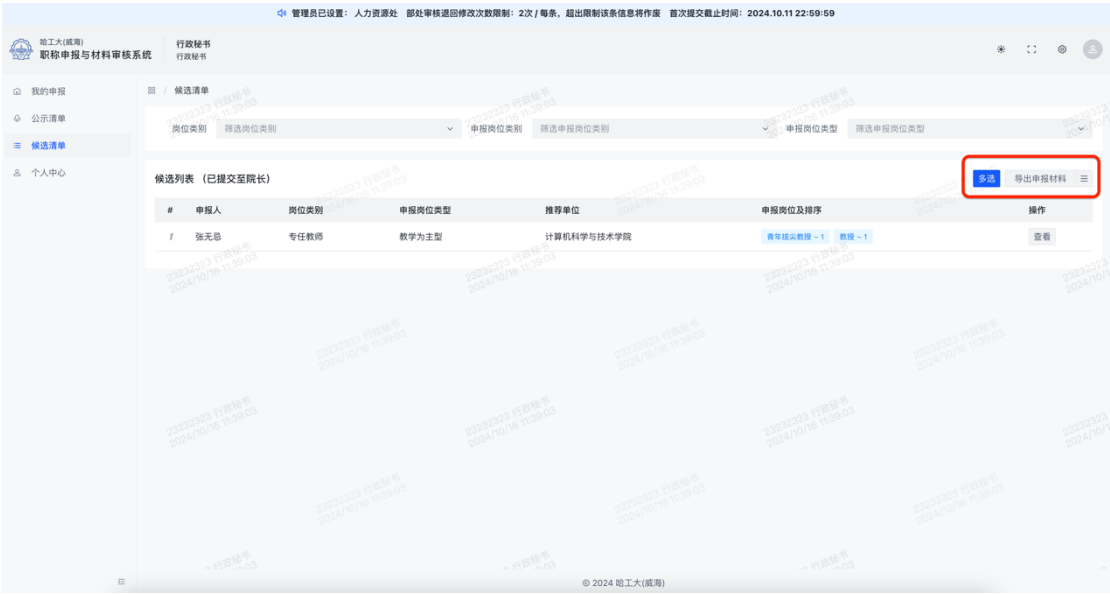 管理员已设置： 人力资源处 部处审核退回修改次数限制：2次 / 每条，超出限制该条信息将作废 首次提交截止时间：2024.10.11 22:59:59
哈工大(威海)
职称申报与材料审核系统
行政秘书
行政秘书
我的申报
公示清单
候选清单
个人中心
/ 候选清单
岗位类别 筛选岗位类别 申报岗位类别 筛选申报岗位类别 申报岗位类型 筛选申报岗位类型
候选列表 （已提交至院长） 多选 导出申报材料
# 申报人 岗位类别 申报岗位类型 推荐单位 申报岗位及排序 操作
1 张无忌 专任教师 教学为主型 计算机科学与技术学院 青年拔尖教授 ~ 1 教授 ~ 1 查看
23232323 行政秘书
2024/10/16 11:39:03
© 2024 哈工大(威海)